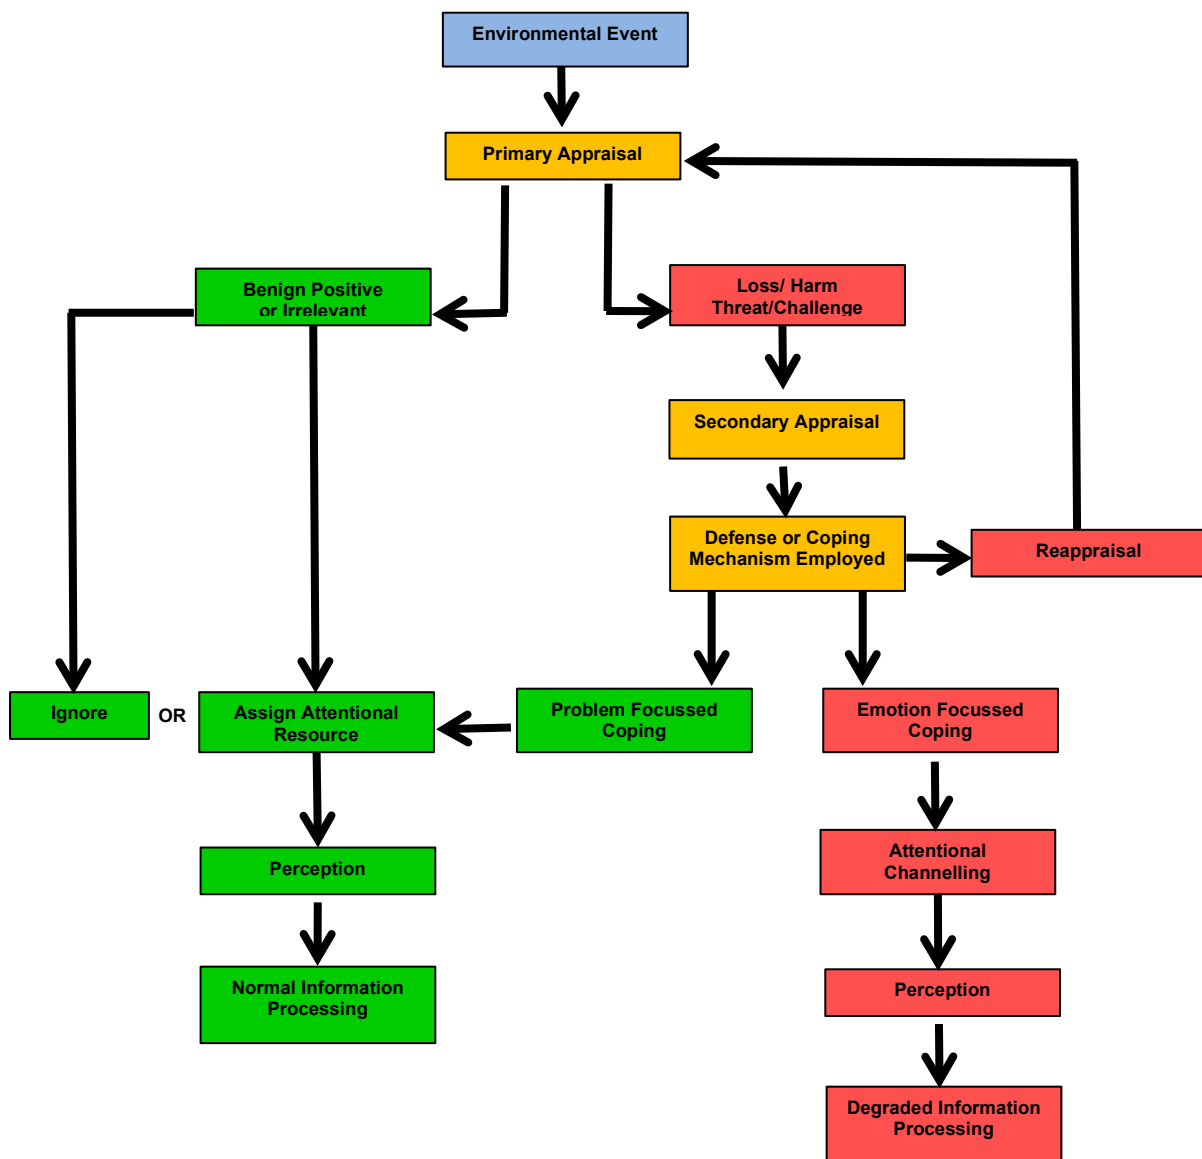 Environmental Event
Primary Appraisal
Benign Positive
or Irrelevant
Loss/ Harm
Threat/Challenge
Secondary Appraisal
Defense or Coping
Mechanism Employed
Reappraisal
Ignore
OR
Assign Attentional
Resource
Problem Focussed
Coping
Emotion Focussed
Coping
Attentional
Channelling
Perception
Perception
Normal Information
Processing
Degraded Information
Processing